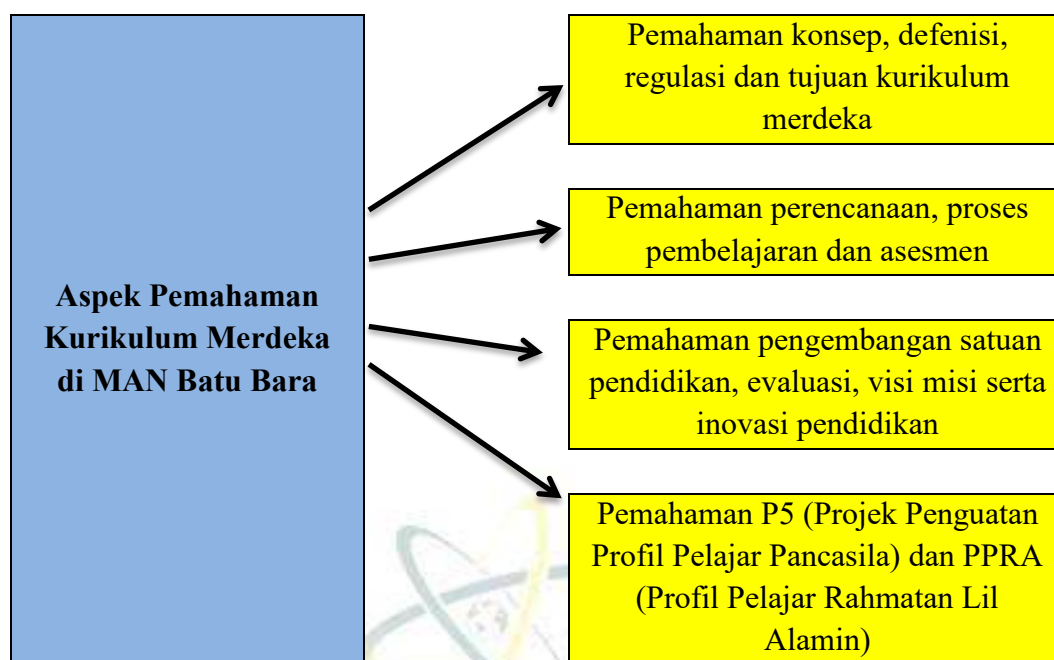 Aspek Pemahaman
Kurikulum Merdeka
di MAN Batu Bara
Pemahaman konsep, defenisi,
regulasi dan tujuan kurikulum
merdeka
Pemahaman perencanaan, proses
pembelajaran dan asesmen
Pemahaman pengembangan satuan
pendidikan, evaluasi, visi misi serta
inovasi pendidikan
Pemahaman P5 (Projek Penguatan
Profil Pelajar Pancasila) dan PPRA
(Profil Pelajar Rahmatan Lil
Alamin)